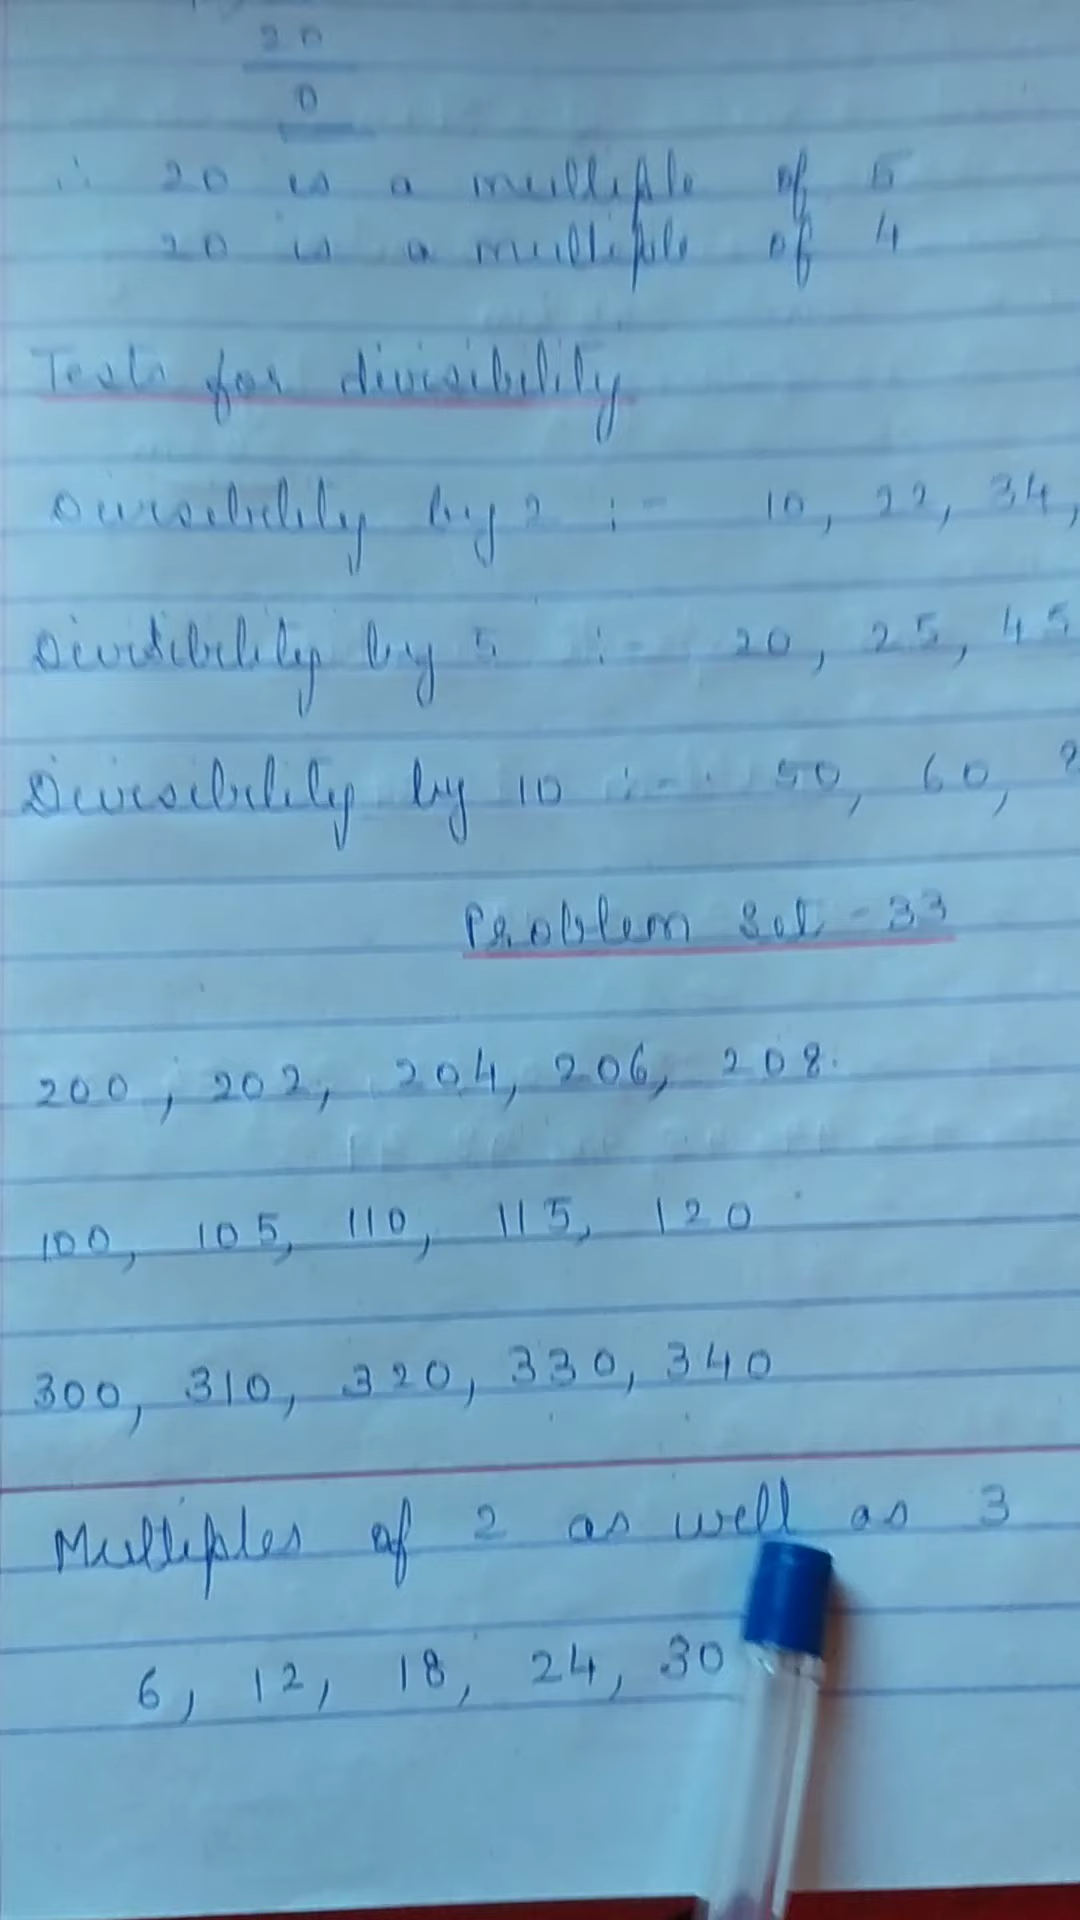 20
0
∴ 20 is a multiple of 5
20 is a multiple of 4
Tests for divisibility
Divisibility by 2 :- 10, 22, 34,
Divisibility by 5 :- 20, 25, 45
Divisibility by 10 :- 50, 60,
Problem Set - 33
200, 202, 204, 206, 208.
100, 105, 110, 115, 120
300, 310, 320, 330, 340
Multiples of 2 as well as 3
6, 12, 18, 24, 30